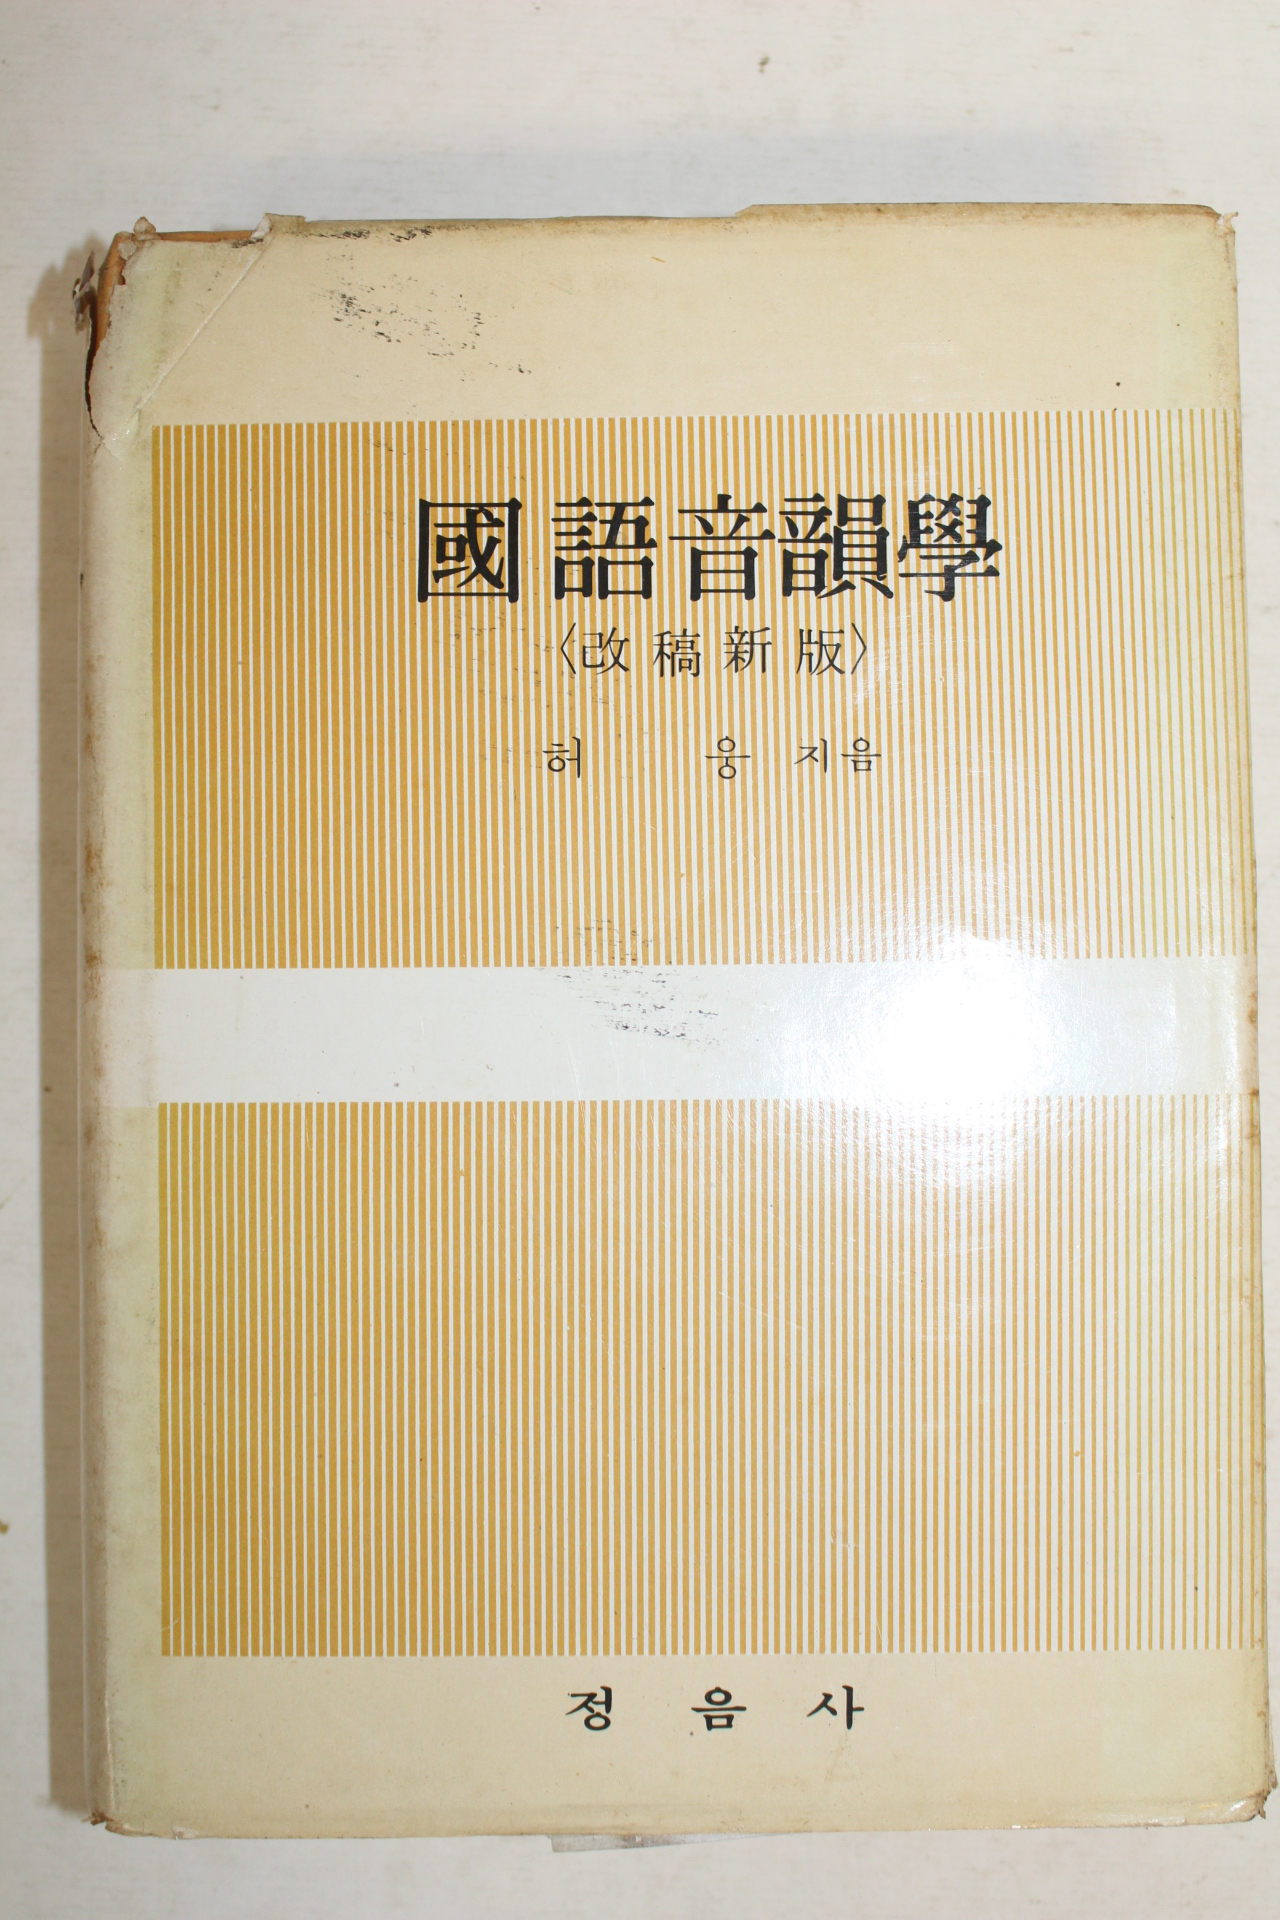 國語音韻學
〈改稿新版〉
허 웅 지음
정음사